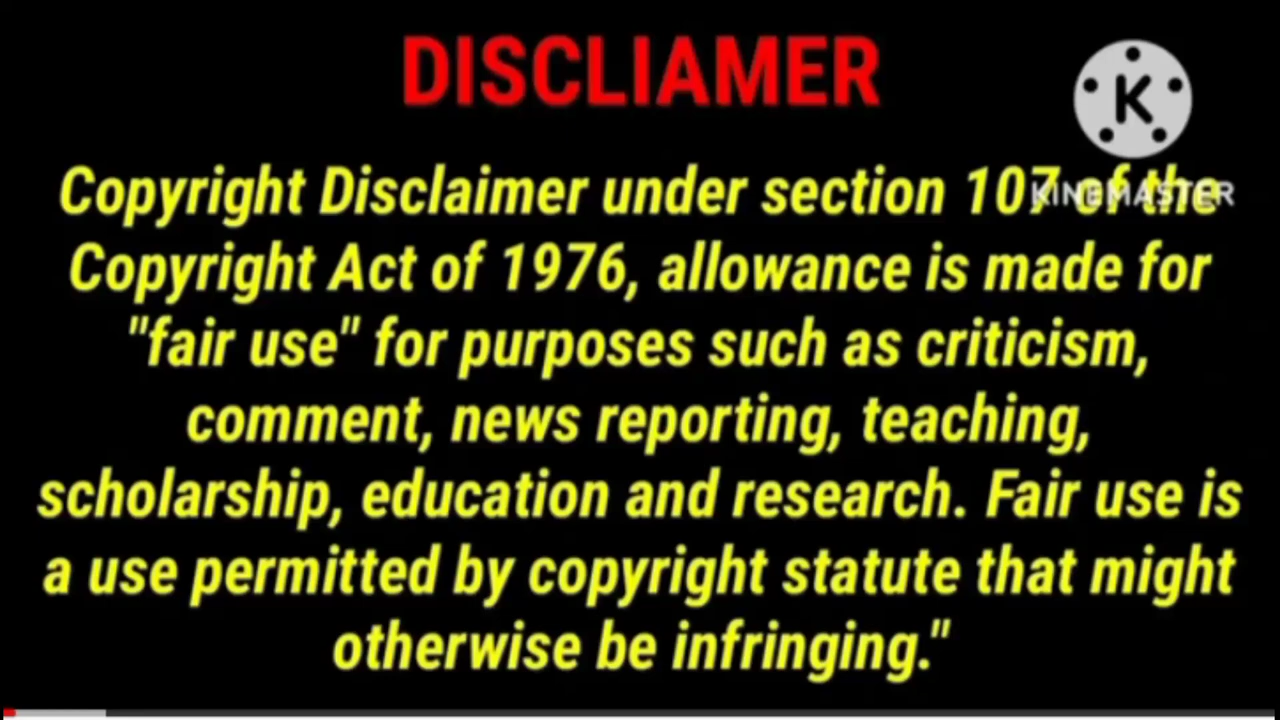 DISCLIAMER
K
KINEMASTER
Copyright Disclaimer under section 107 of the
Copyright Act of 1976, allowance is made for
"fair use" for purposes such as criticism,
comment, news reporting, teaching,
scholarship, education and research. Fair use is
a use permitted by copyright statute that might
otherwise be infringing."